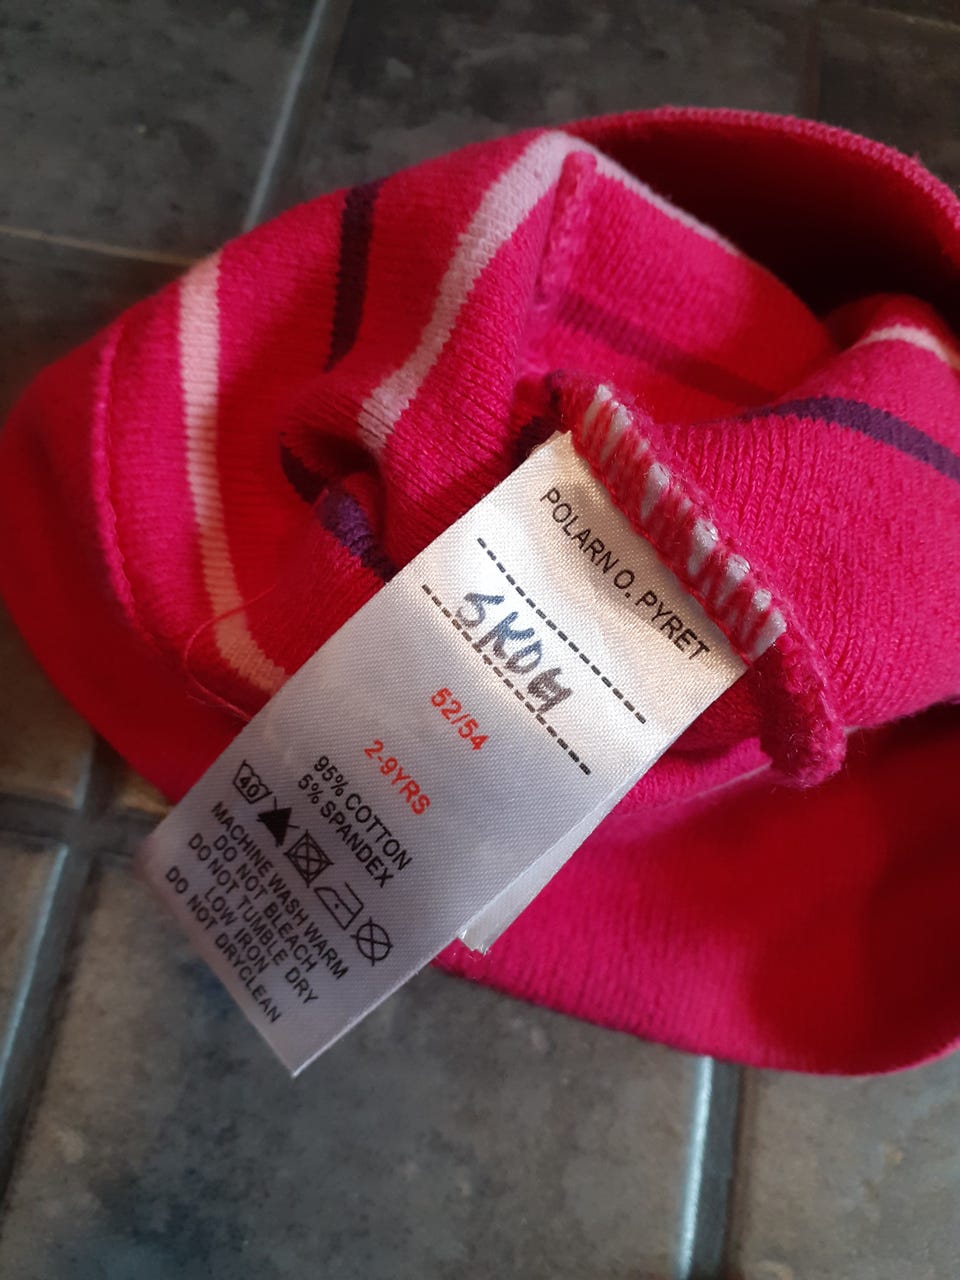 POLARN O. PYRET
SKOG
52/54
2-9YRS
95% COTTON
5% SPANDEX
40
MACHINE WASH WARM
DO NOT BLEACH
DO NOT TUMBLE DRY
LOW IRON
DO NOT DRYCLEAN